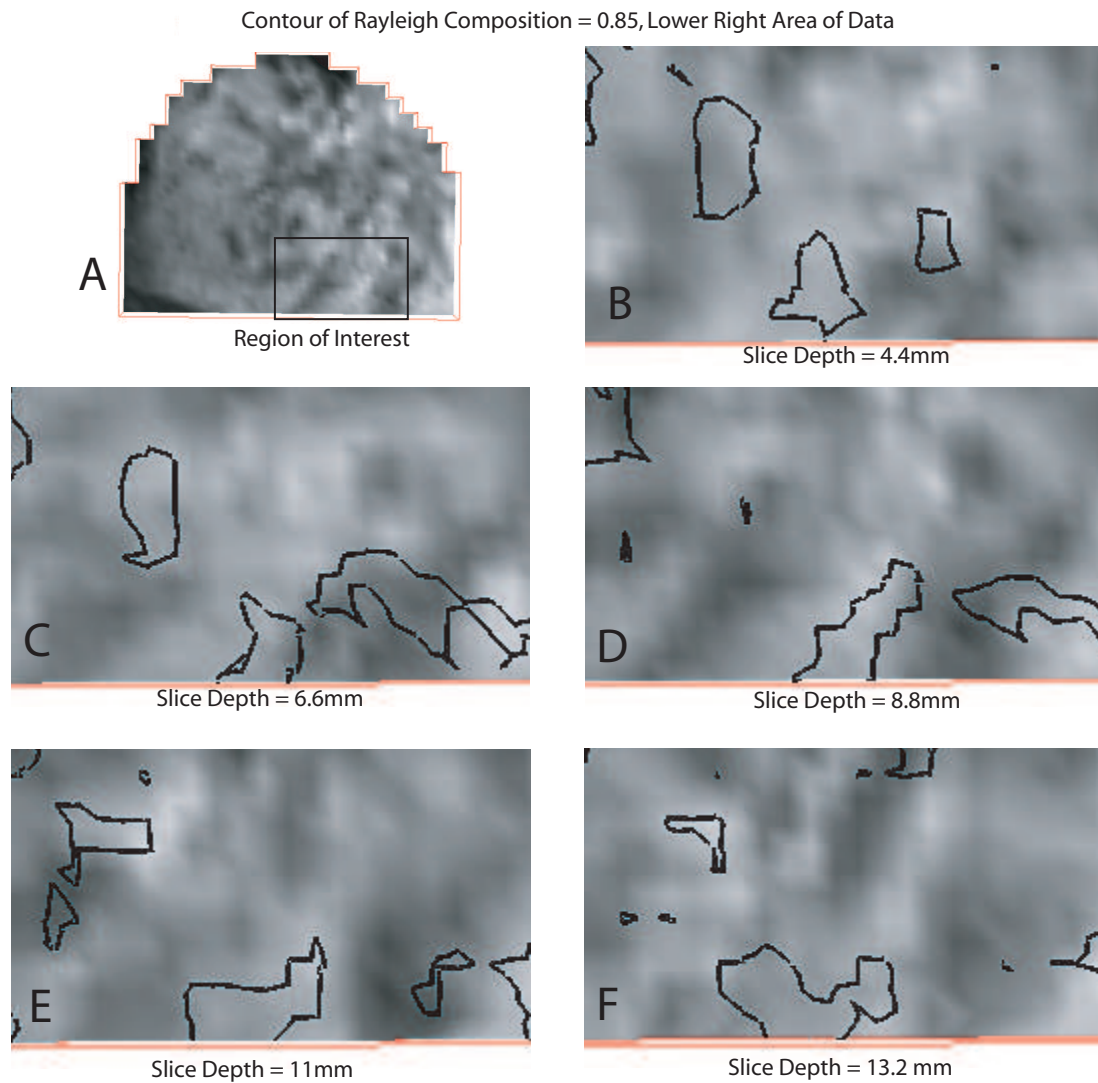 Contour of Rayleigh Composition = 0.85, Lower Right Area of Data
A
Region of Interest
B
Slice Depth = 4.4mm
C
Slice Depth = 6.6mm
D
Slice Depth = 8.8mm
E
Slice Depth = 11mm
F
Slice Depth = 13.2 mm